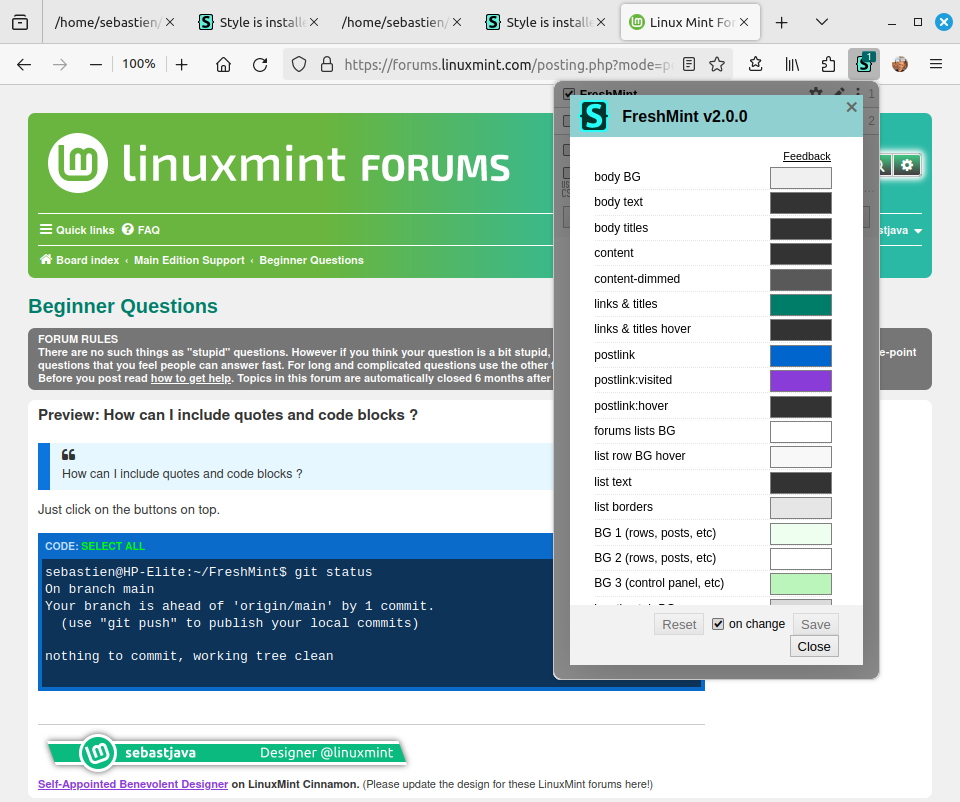 /home/sebastien/
Style is installe
/home/sebastien/
Style is installe
Linux Mint For
100%
https://forums.linuxmint.com/posting.php?mode=p
1
FreshMint
1
2
FreshMint v2.0.0
Feedback
body BG
body text
body titles
content
content-dimmed
links & titles
links & titles hover
postlink
postlink:visited
postlink:hover
forums lists BG
list row BG hover
list text
list borders
BG 1 (rows, posts, etc)
BG 2 (rows, posts, etc)
BG 3 (control panel, etc)
Reset
on change
Save
Close
linuxmint FORUMS
Quick links
FAQ
stjava
Board index ‹ Main Edition Support ‹ Beginner Questions
Beginner Questions
FORUM RULES
There are no such things as "stupid" questions. However if you think your question is a bit stupid, e-point
questions that you feel people can answer fast. For long and complicated questions use the other f
Before you post read how to get help. Topics in this forum are automatically closed 6 months after
Preview: How can I include quotes and code blocks ?
How can I include quotes and code blocks ?
Just click on the buttons on top.
CODE: SELECT ALL
sebastien@HP-Elite:~/FreshMint$ git status
On branch main
Your branch is ahead of 'origin/main' by 1 commit.
(use "git push" to publish your local commits)
nothing to commit, working tree clean
sebastjava
Designer @linuxmint
Self-Appointed Benevolent Designer on LinuxMint Cinnamon. (Please update the design for these LinuxMint forums here!)